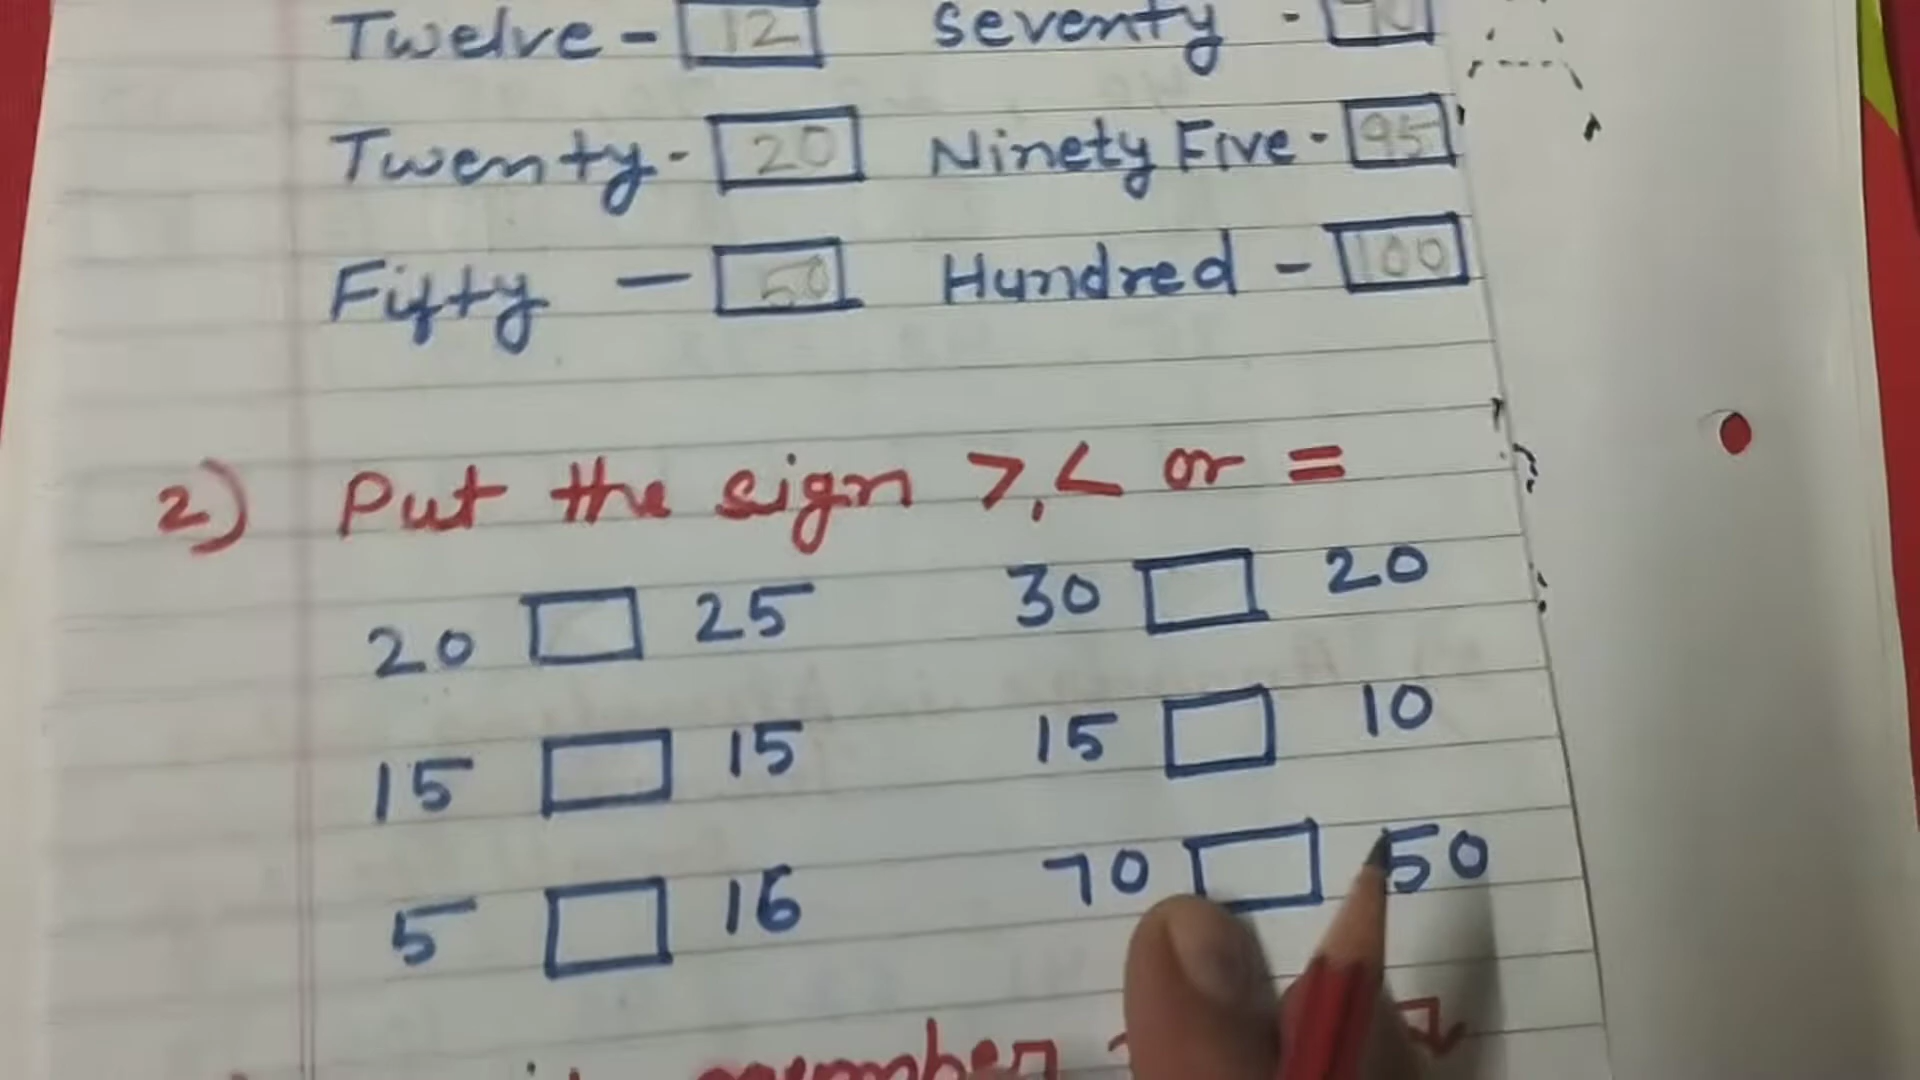 Twelve - 12 Seventy - 70
Twenty - 20 Ninety Five - 95
Fifty - 50 Hundred - 100
2) Put the sign >, < or =
20 25 30 20
15 15 15 10
5 16 70 50
number